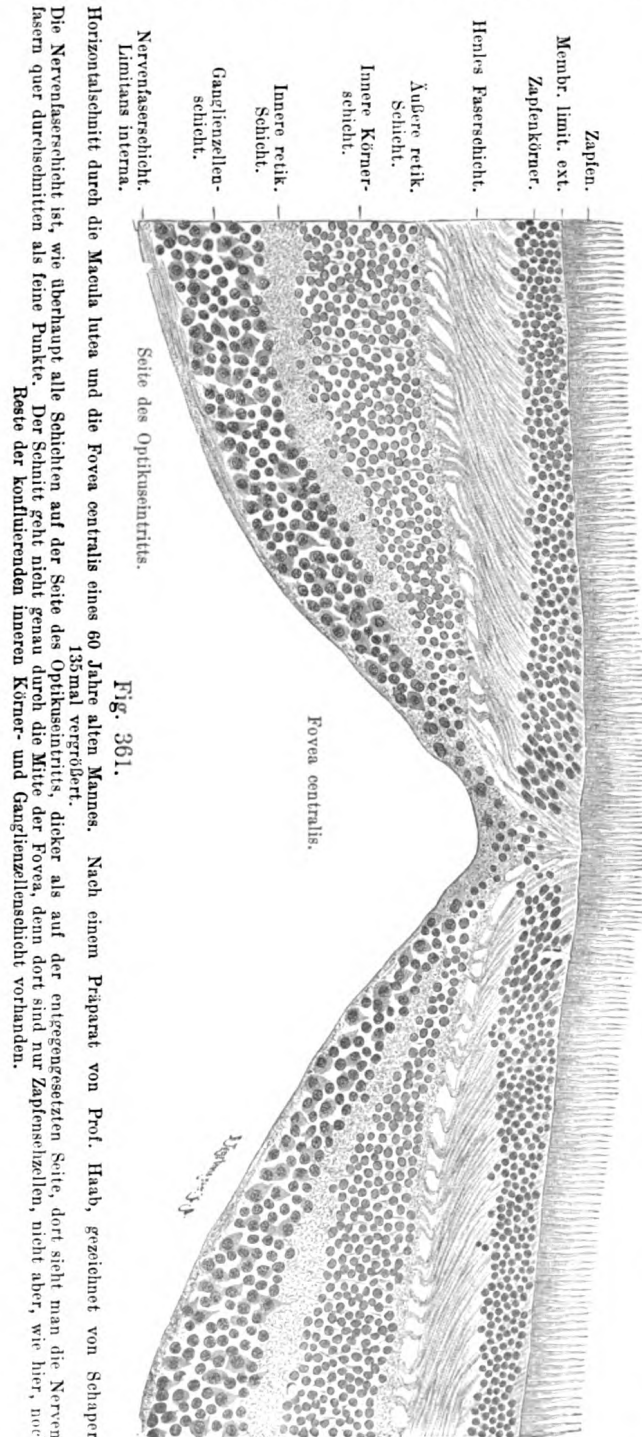 Zapfen.
Membr. limit. ext.
Zapfenkörner.
Henles Faserschicht.
Äußere retik.
Schicht.
Innere Körner-
schicht.
Innere retik.
Schicht.
Ganglienzellen-
schicht.
Nervenfaserschicht.
Limitans interna.
Seite des Optikuseintritts.
Fovea centralis.
Fig. 361.
Horizontalschnitt durch die Macula lutea und die Fovea centralis eines 60 Jahre alten Mannes. Nach einem Präparat von Prof. Haab, gezeichnet von Schaper
135mal vergrößert.
Die Nervenfaserschicht ist, wie überhaupt alle Schichten auf der Seite des Optikuseintritts, dicker als auf der entgegengesetzten Seite, dort sieht man die Nerven
fasern quer durchschnitten als feine Punkte. Der Schnitt geht nicht genau durch die Mitte der Fovea, denn dort sind nur Zapfensehzellen, nicht aber, wie hier, noc
Reste der konfluierenden inneren Körner- und Ganglienzellenschicht vorhanden.